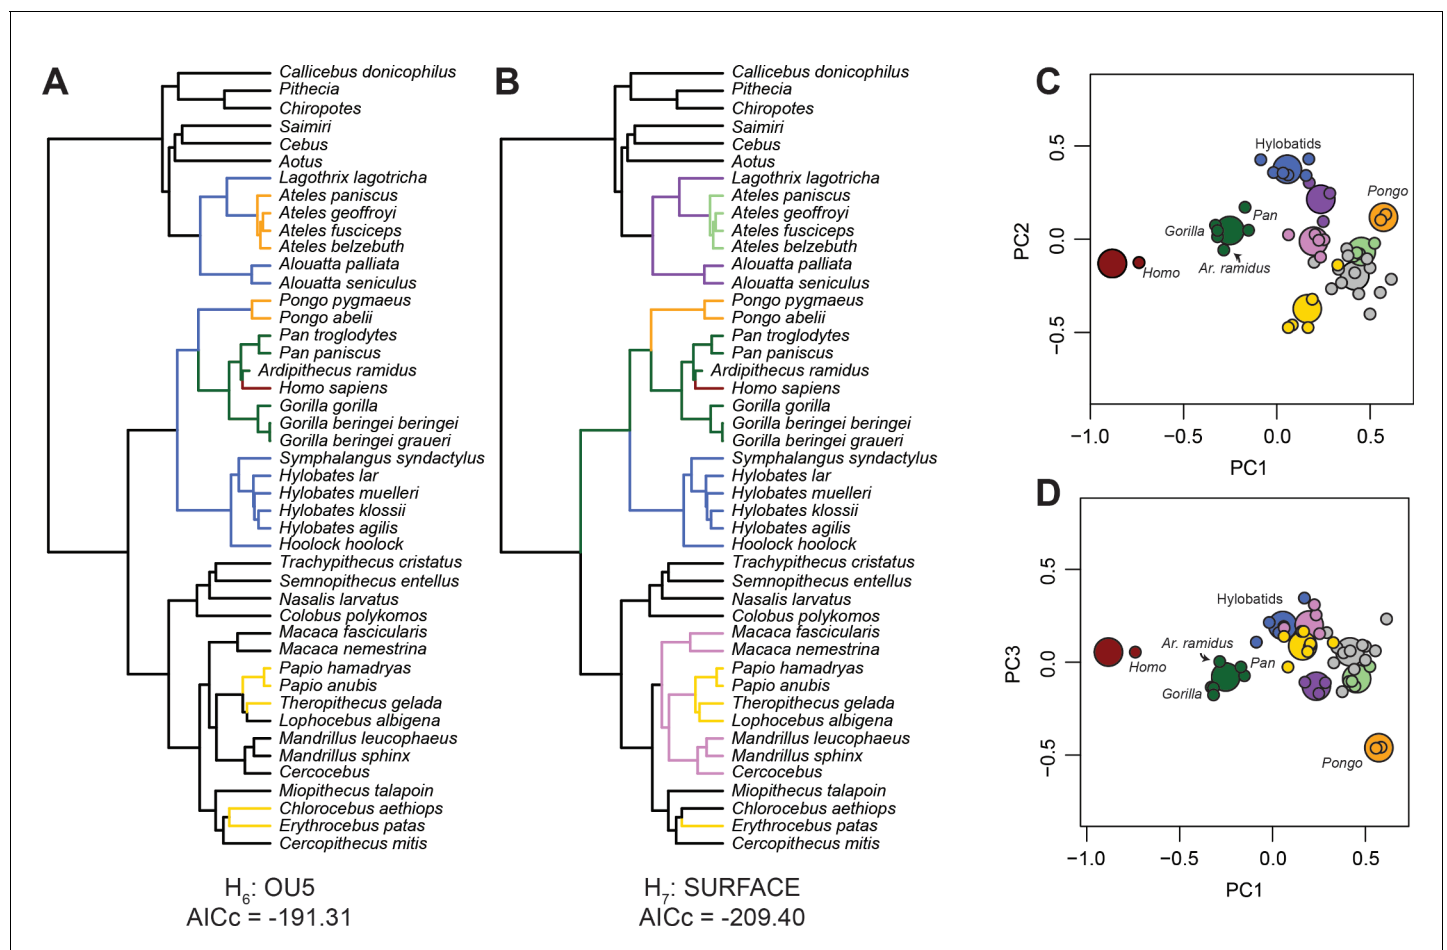 A
Callicebus donicophilus
Pithecia
Chiropotes
Saimiri
Cebus
Aotus
Lagothrix lagotricha
Ateles paniscus
Ateles geoffroyi
Ateles fusciceps
Ateles belzebuth
Alouatta palliata
Alouatta seniculus
Pongo pygmaeus
Pongo abelii
Pan troglodytes
Pan paniscus
Ardipithecus ramidus
Homo sapiens
Gorilla gorilla
Gorilla beringei beringei
Gorilla beringei graueri
Symphalangus syndactylus
Hylobates lar
Hylobates muelleri
Hylobates klossii
Hylobates agilis
Hoolock hoolock
Trachypithecus cristatus
Semnopithecus entellus
Nasalis larvatus
Colobus polykomos
Macaca fascicularis
Macaca nemestrina
Papio hamadryas
Papio anubis
Theropithecus gelada
Lophocebus albigena
Mandrillus leucophaeus
Mandrillus sphinx
Cercocebus
Miopithecus talapoin
Chlorocebus aethiops
Erythrocebus patas
Cercopithecus mitis
H6: OU5
AICc = -191.31
B
Callicebus donicophilus
Pithecia
Chiropotes
Saimiri
Cebus
Aotus
Lagothrix lagotricha
Ateles paniscus
Ateles geoffroyi
Ateles fusciceps
Ateles belzebuth
Alouatta palliata
Alouatta seniculus
Pongo pygmaeus
Pongo abelii
Pan troglodytes
Pan paniscus
Ardipithecus ramidus
Homo sapiens
Gorilla gorilla
Gorilla beringei beringei
Gorilla beringei graueri
Symphalangus syndactylus
Hylobates lar
Hylobates muelleri
Hylobates klossii
Hylobates agilis
Hoolock hoolock
Trachypithecus cristatus
Semnopithecus entellus
Nasalis larvatus
Colobus polykomos
Macaca fascicularis
Macaca nemestrina
Papio hamadryas
Papio anubis
Theropithecus gelada
Lophocebus albigena
Mandrillus leucophaeus
Mandrillus sphinx
Cercocebus
Miopithecus talapoin
Chlorocebus aethiops
Erythrocebus patas
Cercopithecus mitis
H7: SURFACE
AICc = -209.40
C
0.5
0.0
−0.5
PC2
Hylobatids
Pongo
Pan
Gorilla
Ar. ramidus
Homo
−1.0 −0.5 0.0 0.5
PC1
D
0.5
0.0
−0.5
PC3
Hylobatids
Ar. ramidus
Homo
Pan
Gorilla
Pongo
−1.0 −0.5 0.0 0.5
PC1